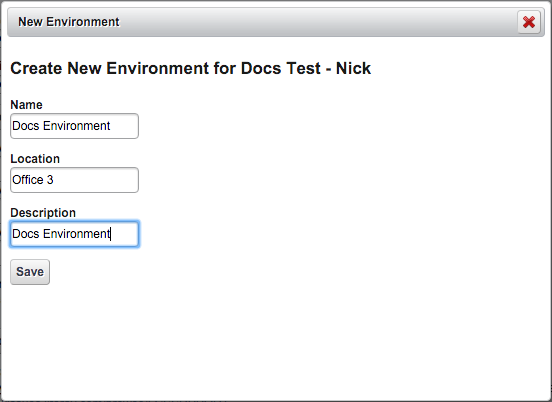 New Environment
Create New Environment for Docs Test - Nick
Name
Docs Environment
Location
Office 3
Description
Docs Environment
Save